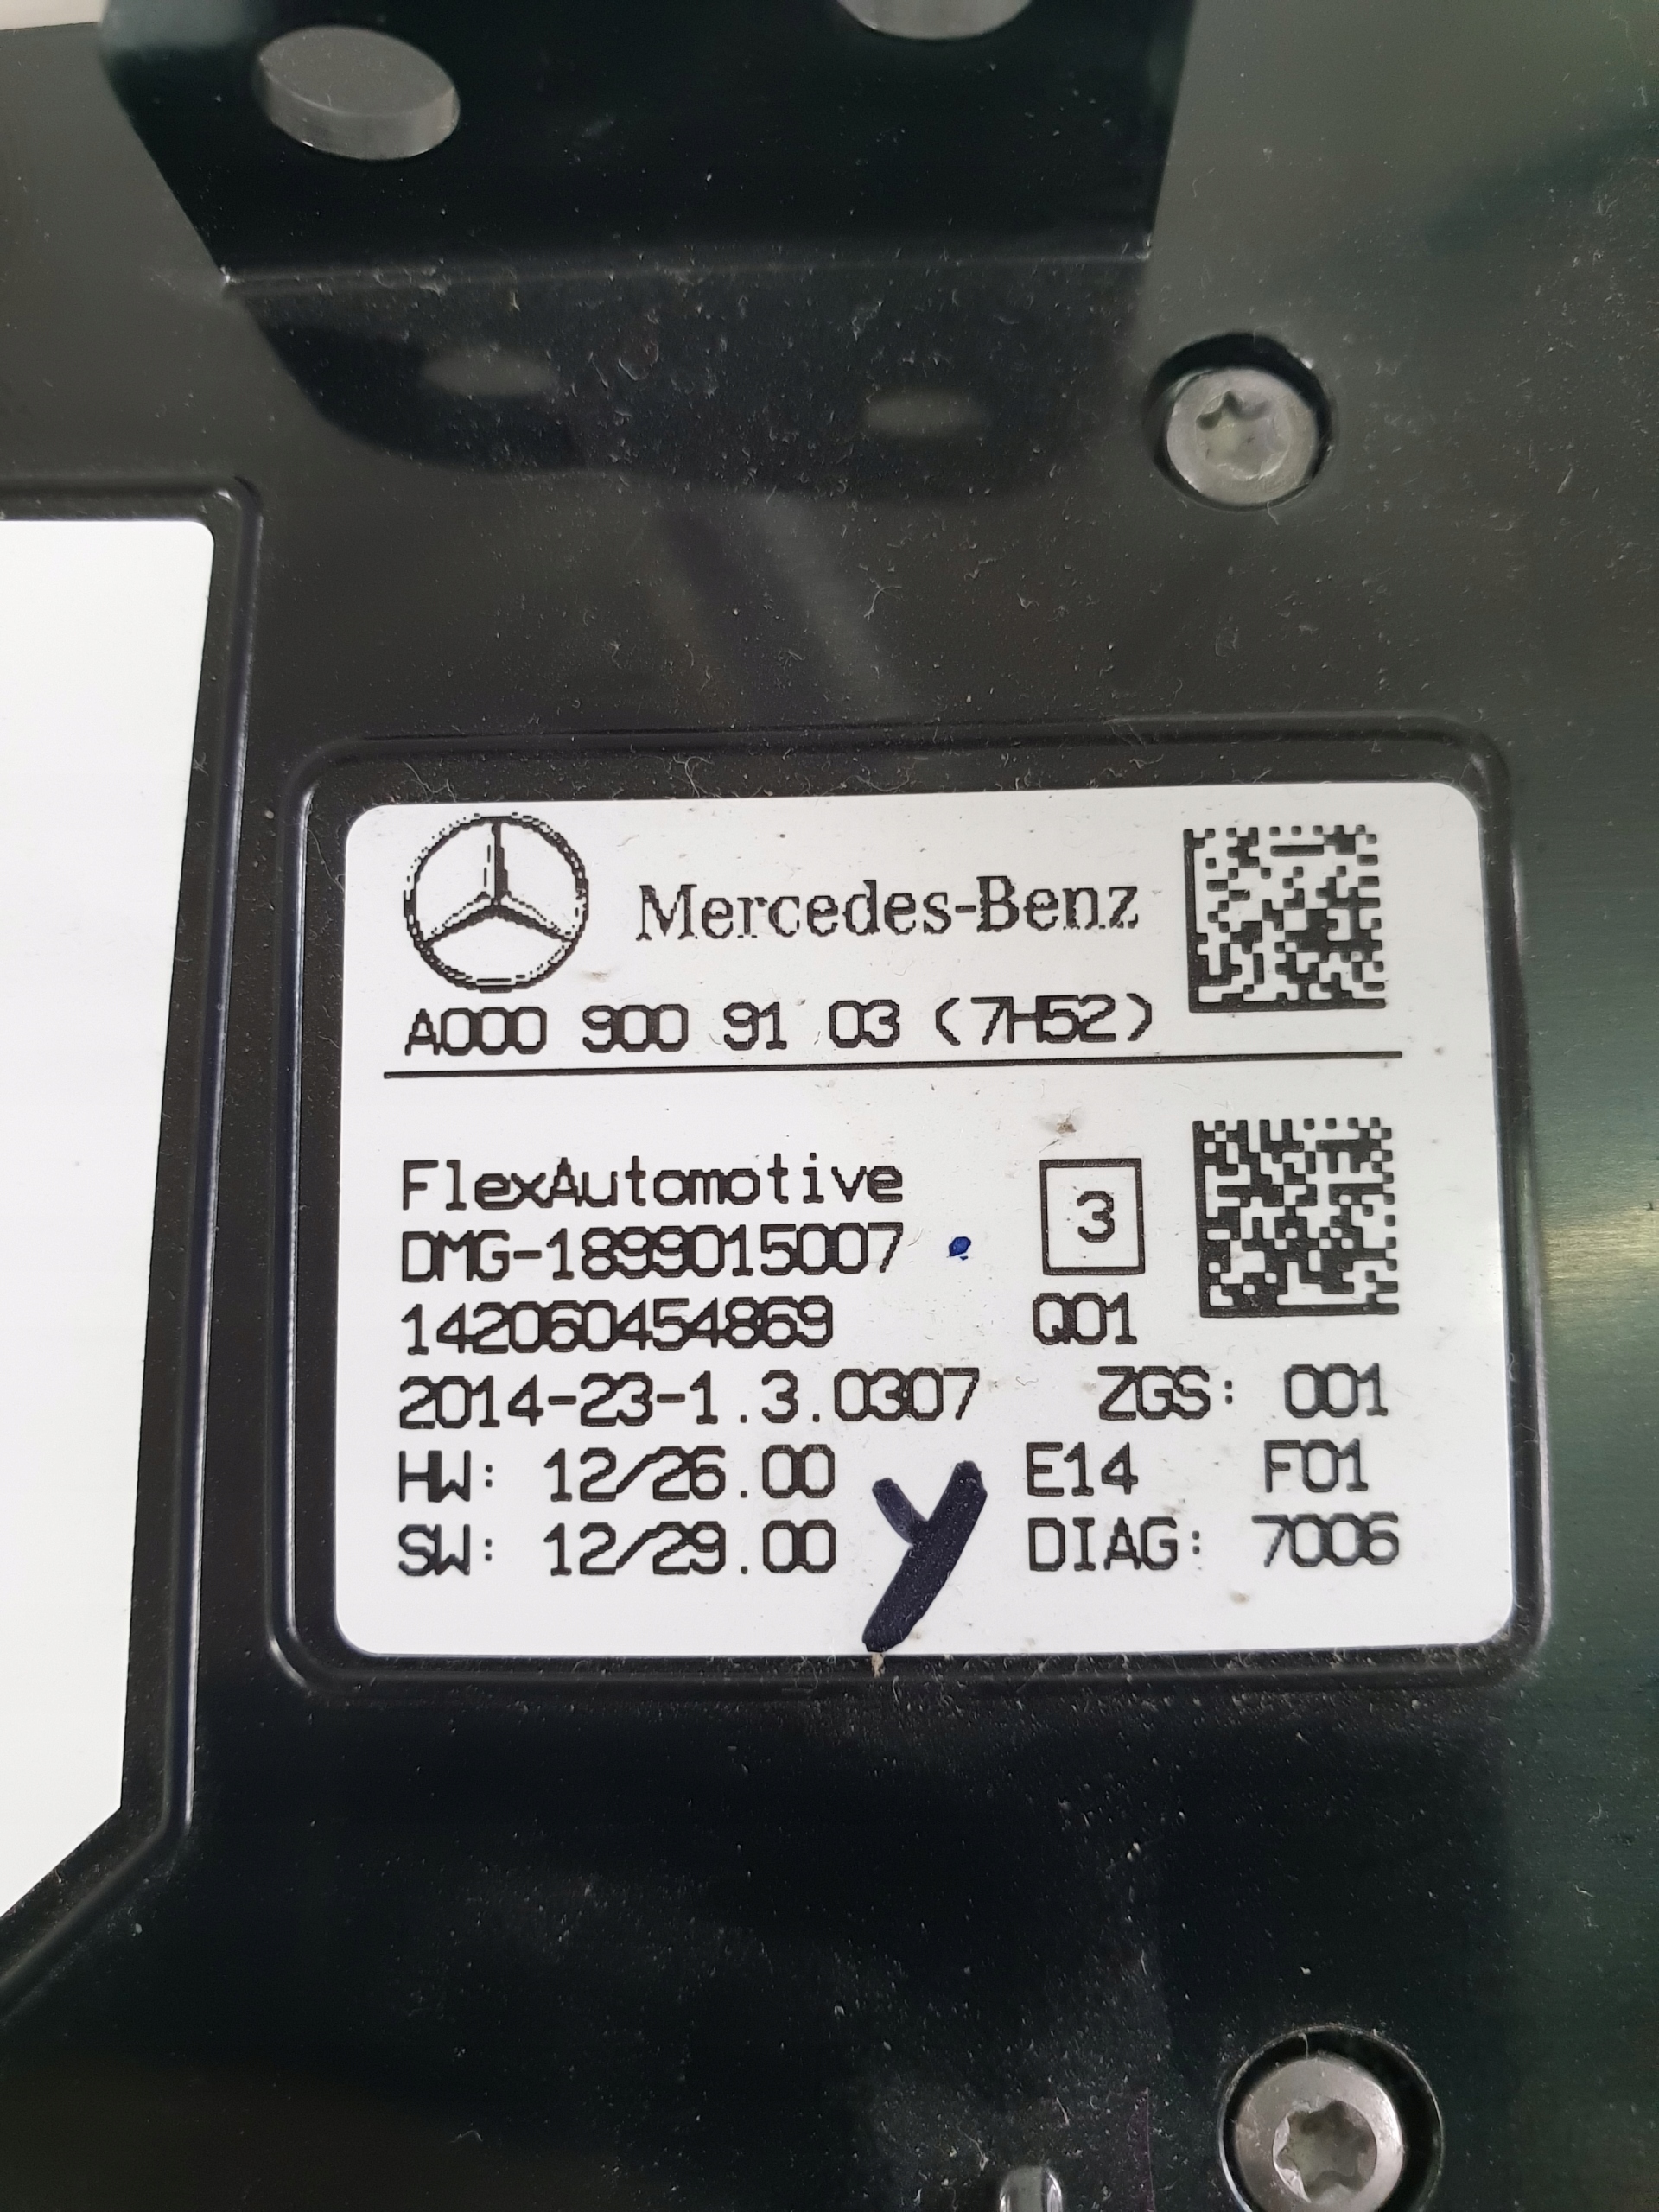 Mercedes-Benz
A000 900 91 03 (7H52)
FlexAutomotive
3
DMG-1899015007
142060454869 Q01
2014-23-1.3.0307 ZGS: 001
HW: 12/26.00 E14 F01
SW: 12/29.00 DIAG: 7006